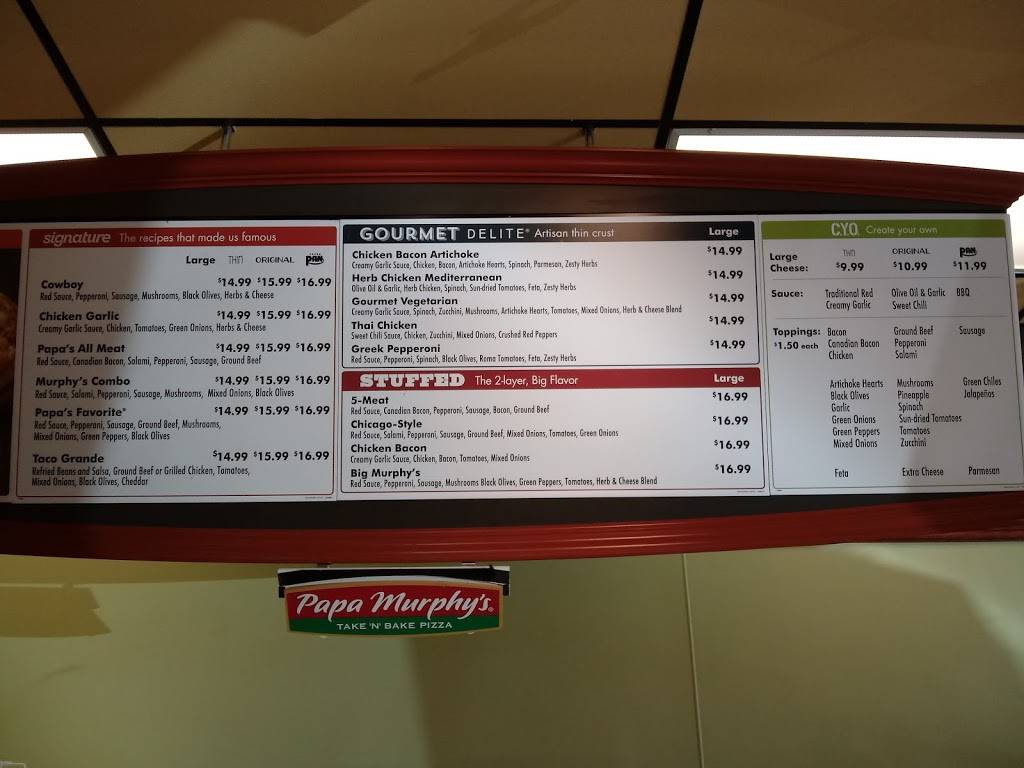 signature The recipes that made us famous
Large THIN ORIGINAL PAN
Cowboy $14.99 $15.99 $16.99
Red Sauce, Pepperoni, Sausage, Mushrooms, Black Olives, Herbs & Cheese
Chicken Garlic $14.99 $15.99 $16.99
Creamy Garlic Sauce, Chicken, Tomatoes, Green Onions, Herbs & Cheese
Papa's All Meat $14.99 $15.99 $16.99
Red Sauce, Canadian Bacon, Salami, Pepperoni, Sausage, Ground Beef
Murphy's Combo $14.99 $15.99 $16.99
Red Sauce, Salami, Pepperoni, Sausage, Mushrooms, Mixed Onions, Black Olives
Papa's Favorite® $14.99 $15.99 $16.99
Red Sauce, Pepperoni, Sausage, Ground Beef, Mushrooms,
Mixed Onions, Green Peppers, Black Olives
Taco Grande $14.99 $15.99 $16.99
Refried Beans and Salsa, Ground Beef or Grilled Chicken, Tomatoes,
Mixed Onions, Black Olives, Cheddar
GOURMET DELITE® Artisan thin crust Large
Chicken Bacon Artichoke $14.99
Creamy Garlic Sauce, Chicken, Bacon, Artichoke Hearts, Spinach, Parmesan, Zesty Herbs
Herb Chicken Mediterranean $14.99
Olive Oil & Garlic, Herb Chicken, Spinach, Sun-dried Tomatoes, Feta, Zesty Herbs
Gourmet Vegetarian $14.99
Creamy Garlic Sauce, Spinach, Zucchini, Mushrooms, Artichoke Hearts, Tomatoes, Mixed Onions, Herb & Cheese Blend
Thai Chicken $14.99
Sweet Chili Sauce, Chicken, Zucchini, Mixed Onions, Crushed Red Peppers
Greek Pepperoni $14.99
Red Sauce, Pepperoni, Spinach, Black Olives, Roma Tomatoes, Feta, Zesty Herbs
STUFFED The 2-layer, Big Flavor Large
5-Meat $16.99
Red Sauce, Canadian Bacon, Pepperoni, Sausage, Bacon, Ground Beef
Chicago-Style $16.99
Red Sauce, Salami, Pepperoni, Sausage, Ground Beef, Mixed Onions, Tomatoes, Green Onions
Chicken Bacon $16.99
Creamy Garlic Sauce, Chicken, Bacon, Tomatoes, Mixed Onions
Big Murphy's $16.99
Red Sauce, Pepperoni, Sausage, Mushrooms Black Olives, Green Peppers, Tomatoes, Herb & Cheese Blend
C.Y.O. Create your own
THIN ORIGINAL PAN
Large
Cheese: $9.99 $10.99 $11.99
Sauce: Traditional Red Olive Oil & Garlic BBQ
Creamy Garlic Sweet Chili
Toppings: Bacon Ground Beef Sausage
$1.50 each Canadian Bacon Pepperoni
Chicken Salami
Artichoke Hearts Mushrooms Green Chiles
Black Olives Pineapple Jalapeños
Garlic Spinach
Green Onions Sun-dried Tomatoes
Green Peppers Tomatoes
Mixed Onions Zucchini
Feta Extra Cheese Parmesan
Papa Murphy's®
TAKE 'N' BAKE PIZZA